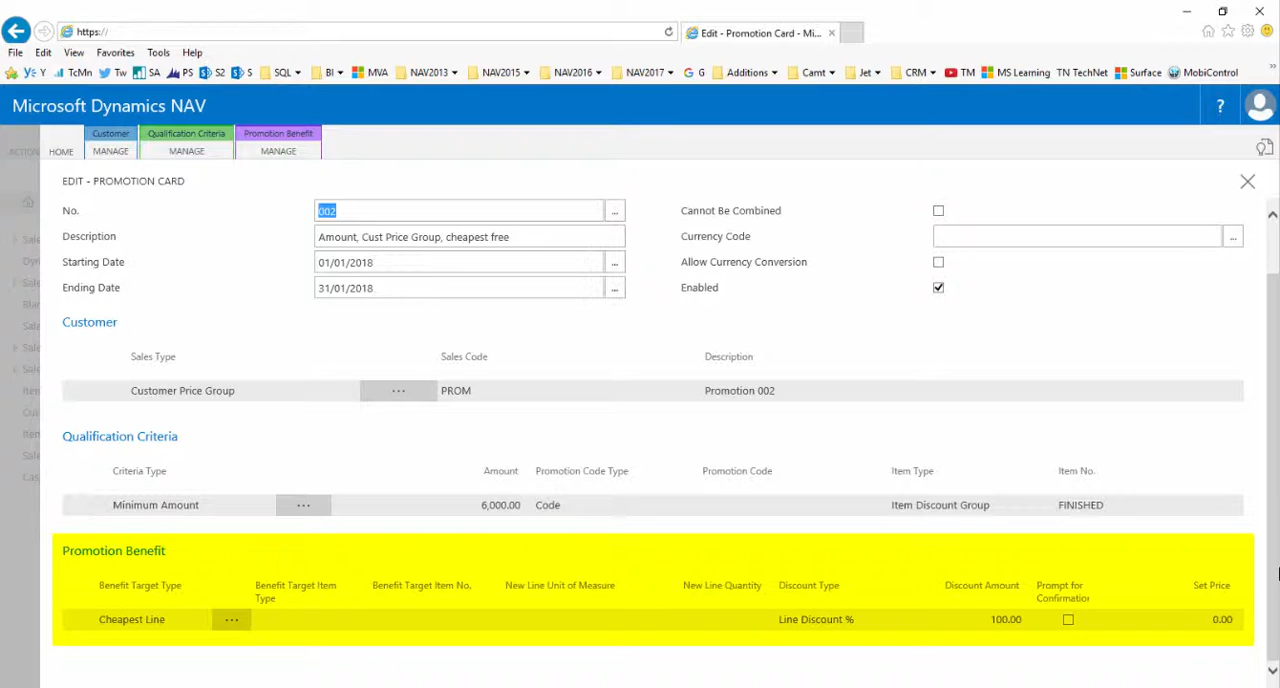 https://
Edit - Promotion Card - Mi...
File Edit View Favorites Tools Help
Y-Y TcMn Tw SA PS S2 S SQL BI MVA NAV2013 NAV2015 NAV2016 NAV2017 G Additions Camt Jet CRM TM MS Learning TN TechNet Surface MobiControl
Microsoft Dynamics NAV ?
Customer Qualification Criteria Promotion Benefit
HOME MANAGE MANAGE MANAGE
EDIT - PROMOTION CARD
No. 002 ... Cannot Be Combined
Description Amount, Cust Price Group, cheapest free Currency Code ...
Starting Date 01/01/2018 ... Allow Currency Conversion
Ending Date 31/01/2018 ... Enabled
Customer
Sales Type Sales Code Description
Customer Price Group ... PROM Promotion 002
Qualification Criteria
Criteria Type Amount Promotion Code Type Promotion Code Item Type Item No.
Minimum Amount ... 6,000.00 Code Item Discount Group FINISHED
Promotion Benefit
Benefit Target Type Benefit Target Item Type Benefit Target Item No. New Line Unit of Measure New Line Quantity Discount Type Discount Amount Prompt for Confirmation Set Price
Cheapest Line ... Line Discount % 100.00 0.00